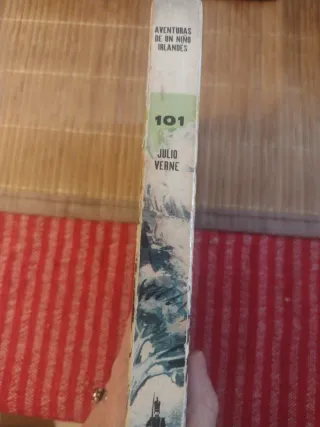 AVENTURAS
DE UN NIÑO
IRLANDÉS
101
JULIO
VERNE